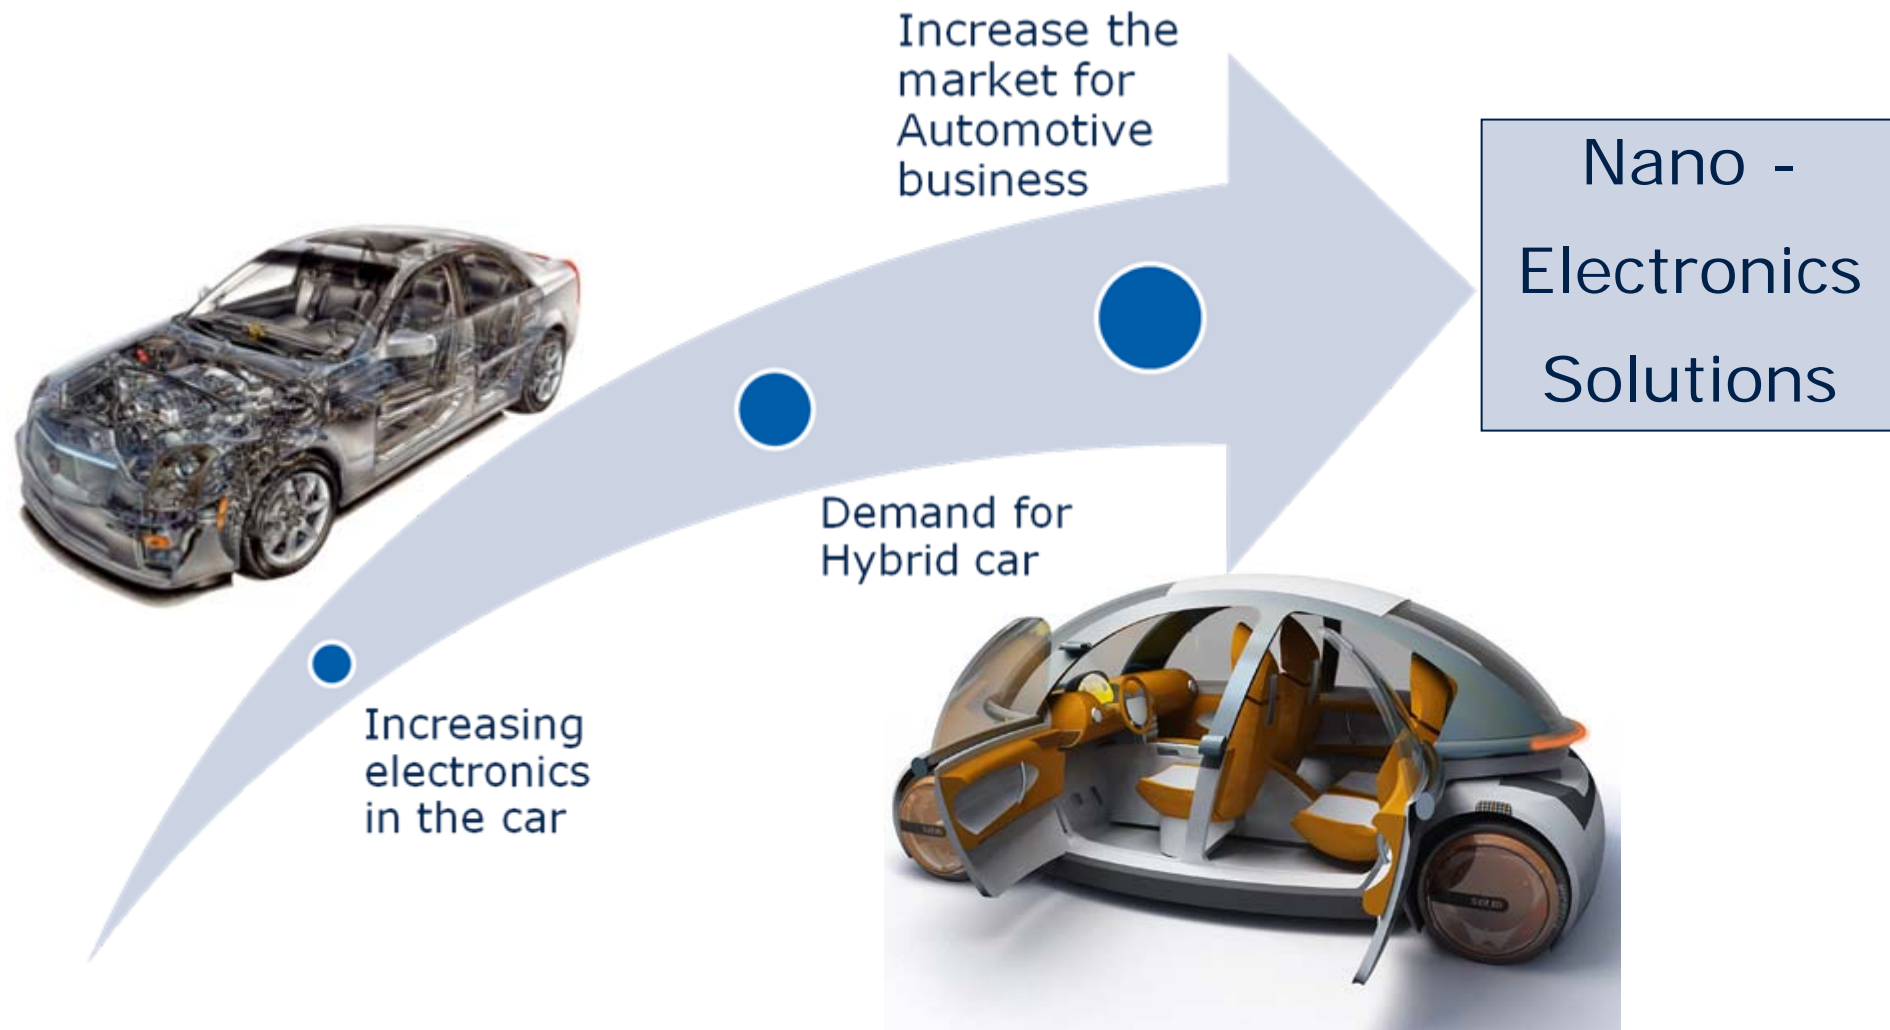 Increase the
market for
Automotive
business
Nano -
Electronics
Solutions
Demand for
Hybrid car
Increasing
electronics
in the car